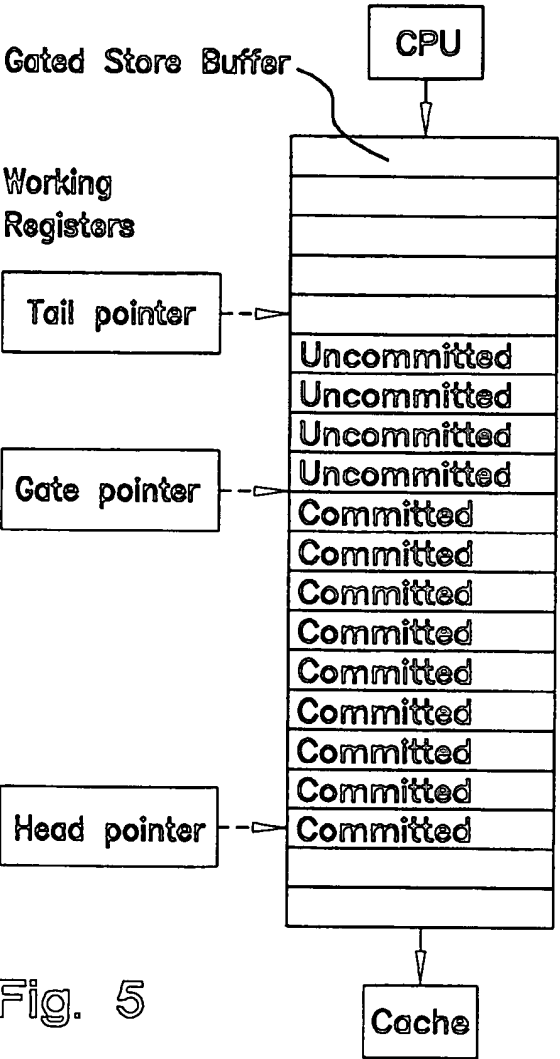 CPU
Gated Store Buffer
Working
Registers
Tail pointer
Uncommitted
Uncommitted
Uncommitted
Uncommitted
Gate pointer
Committed
Committed
Committed
Committed
Committed
Committed
Committed
Committed
Committed
Head pointer
Fig. 5
Cache